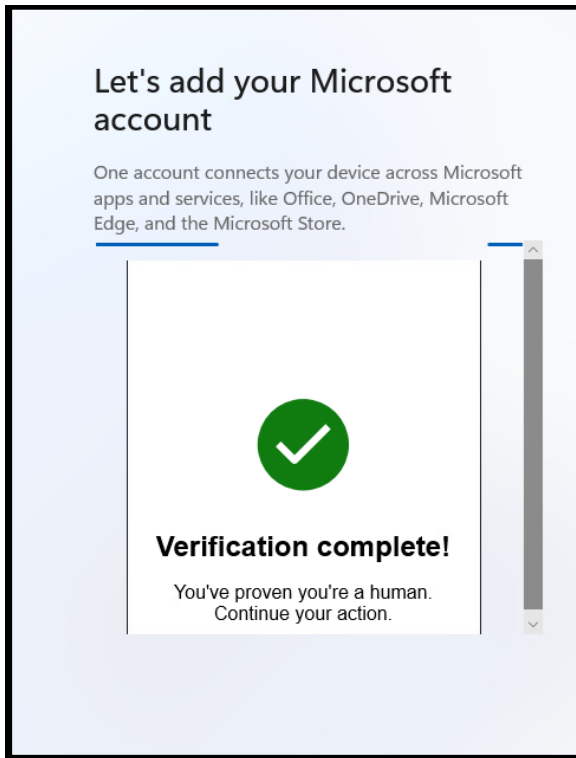 Let's add your Microsoft
account
One account connects your device across Microsoft
apps and services, like Office, OneDrive, Microsoft
Edge, and the Microsoft Store.
Verification complete!
You've proven you're a human.
Continue your action.